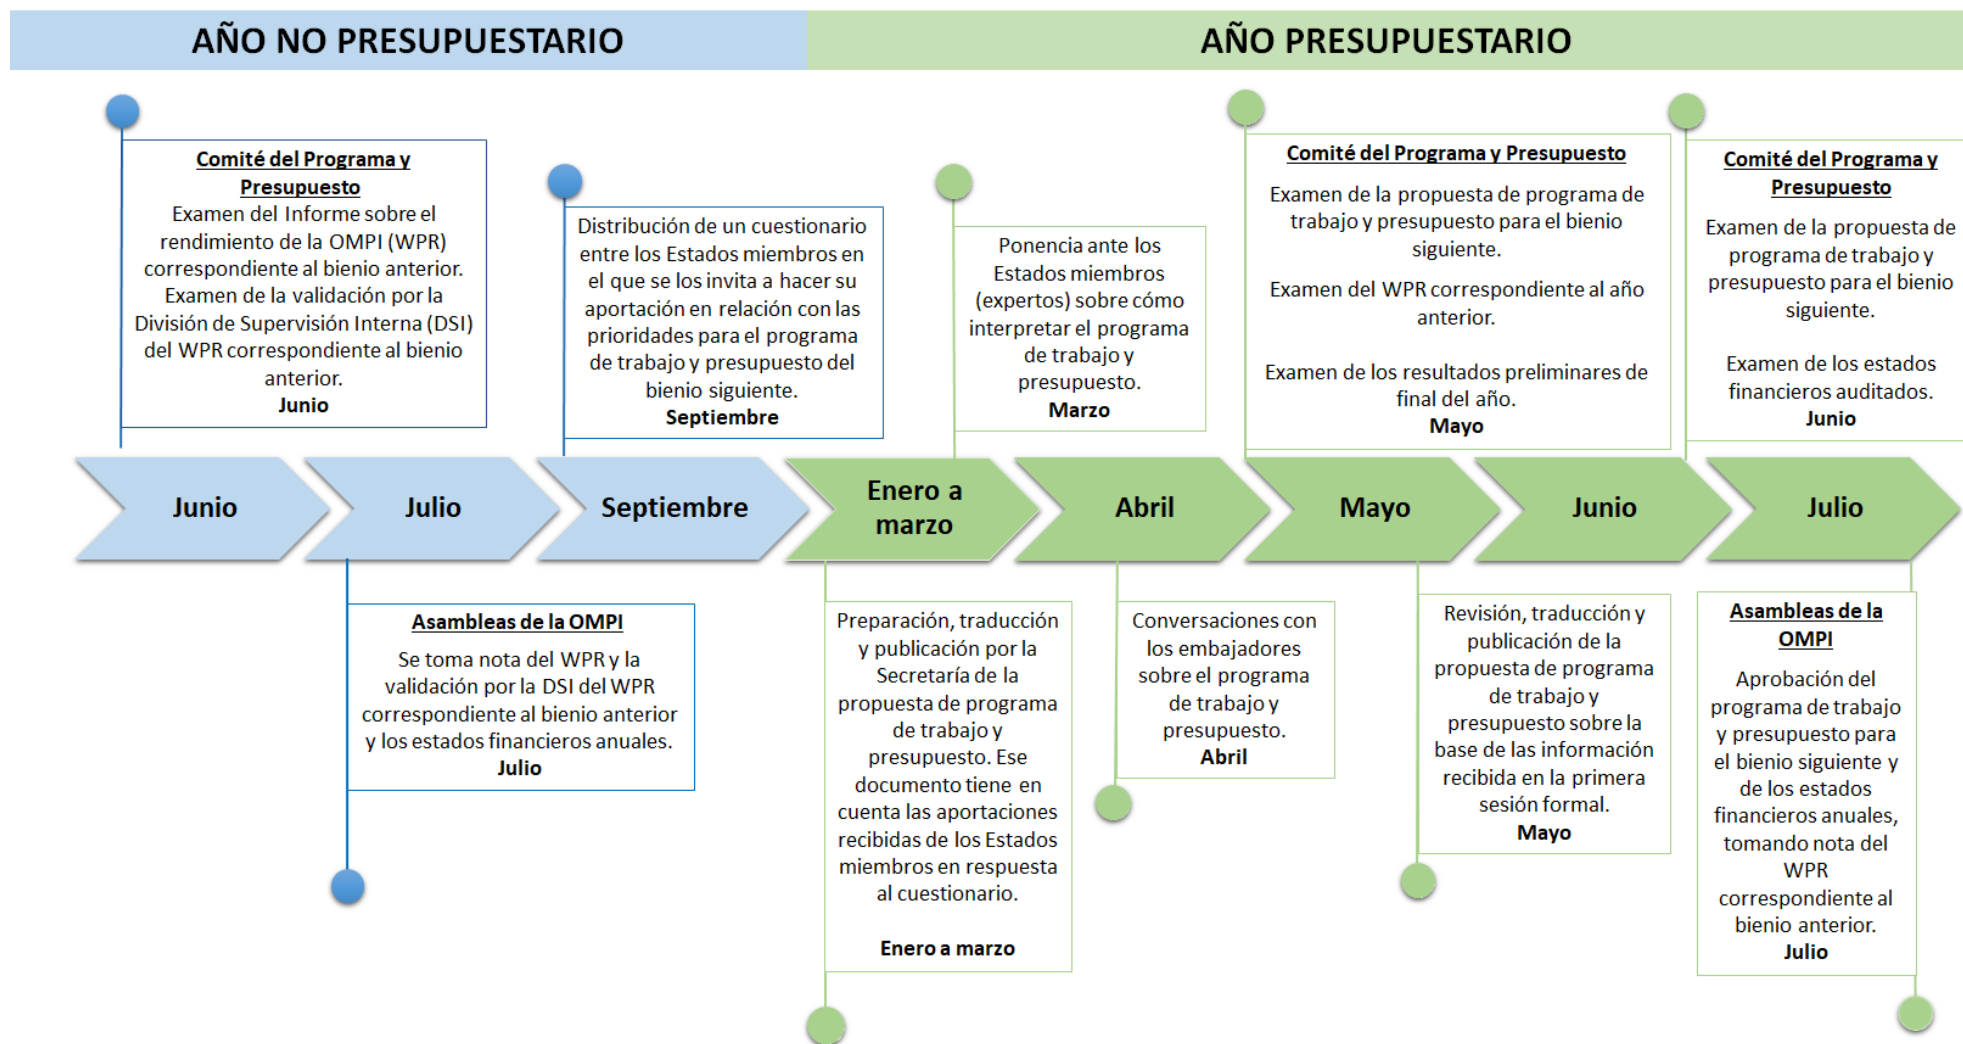 AÑO NO PRESUPUESTARIO
AÑO PRESUPUESTARIO
Comité del Programa y
Presupuesto
Examen del Informe sobre el
rendimiento de la OMPI (WPR)
correspondiente al bienio anterior.
Examen de la validación por la
División de Supervisión Interna (DSI)
del WPR correspondiente al bienio
anterior.
Junio
Distribución de un cuestionario
entre los Estados miembros en
el que se los invita a hacer su
aportación en relación con las
prioridades para el programa
de trabajo y presupuesto del
bienio siguiente.
Septiembre
Ponencia ante los
Estados miembros
(expertos) sobre cómo
interpretar el programa
de trabajo y
presupuesto.
Marzo
Comité del Programa y Presupuesto
Examen de la propuesta de programa de
trabajo y presupuesto para el bienio
siguiente.
Examen del WPR correspondiente al año
anterior.
Examen de los resultados preliminares de
final del año.
Mayo
Comité del Programa y
Presupuesto
Examen de la propuesta de
programa de trabajo y
presupuesto para el bienio
siguiente.
Examen de los estados
financieros auditados.
Junio
Junio
Julio
Septiembre
Enero a
marzo
Abril
Mayo
Junio
Julio
Asambleas de la OMPI
Se toma nota del WPR y la
validación por la DSI del WPR
correspondiente al bienio anterior
y los estados financieros anuales.
Julio
Preparación, traducción
y publicación por la
Secretaría de la
propuesta de programa
de trabajo y
presupuesto. Ese
documento tiene en
cuenta las aportaciones
recibidas de los Estados
miembros en respuesta
al cuestionario.
Enero a marzo
Conversaciones con
los embajadores
sobre el programa
de trabajo y
presupuesto.
Abril
Revisión, traducción y
publicación de la
propuesta de programa
de trabajo y
presupuesto sobre la
base de las información
recibida en la primera
sesión formal.
Mayo
Asambleas de la
OMPI
Aprobación del
programa de trabajo
y presupuesto para
el bienio siguiente y
de los estados
financieros anuales,
tomando nota del
WPR
correspondiente al
bienio anterior.
Julio